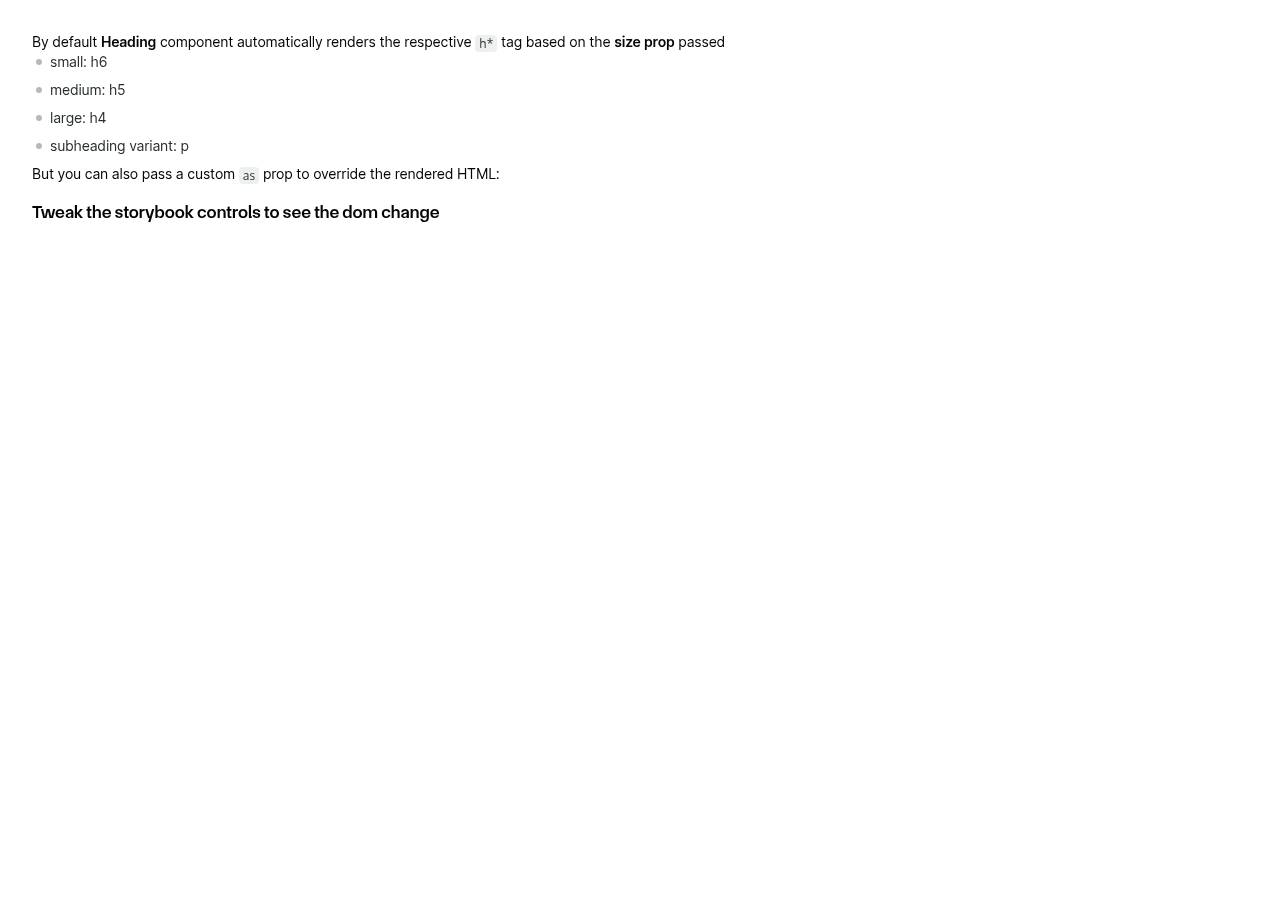 By default Heading component automatically renders the respective h* tag based on the size prop passed
small: h6
medium: h5
large: h4
subheading variant: p
But you can also pass a custom as prop to override the rendered HTML:
Tweak the storybook controls to see the dom change